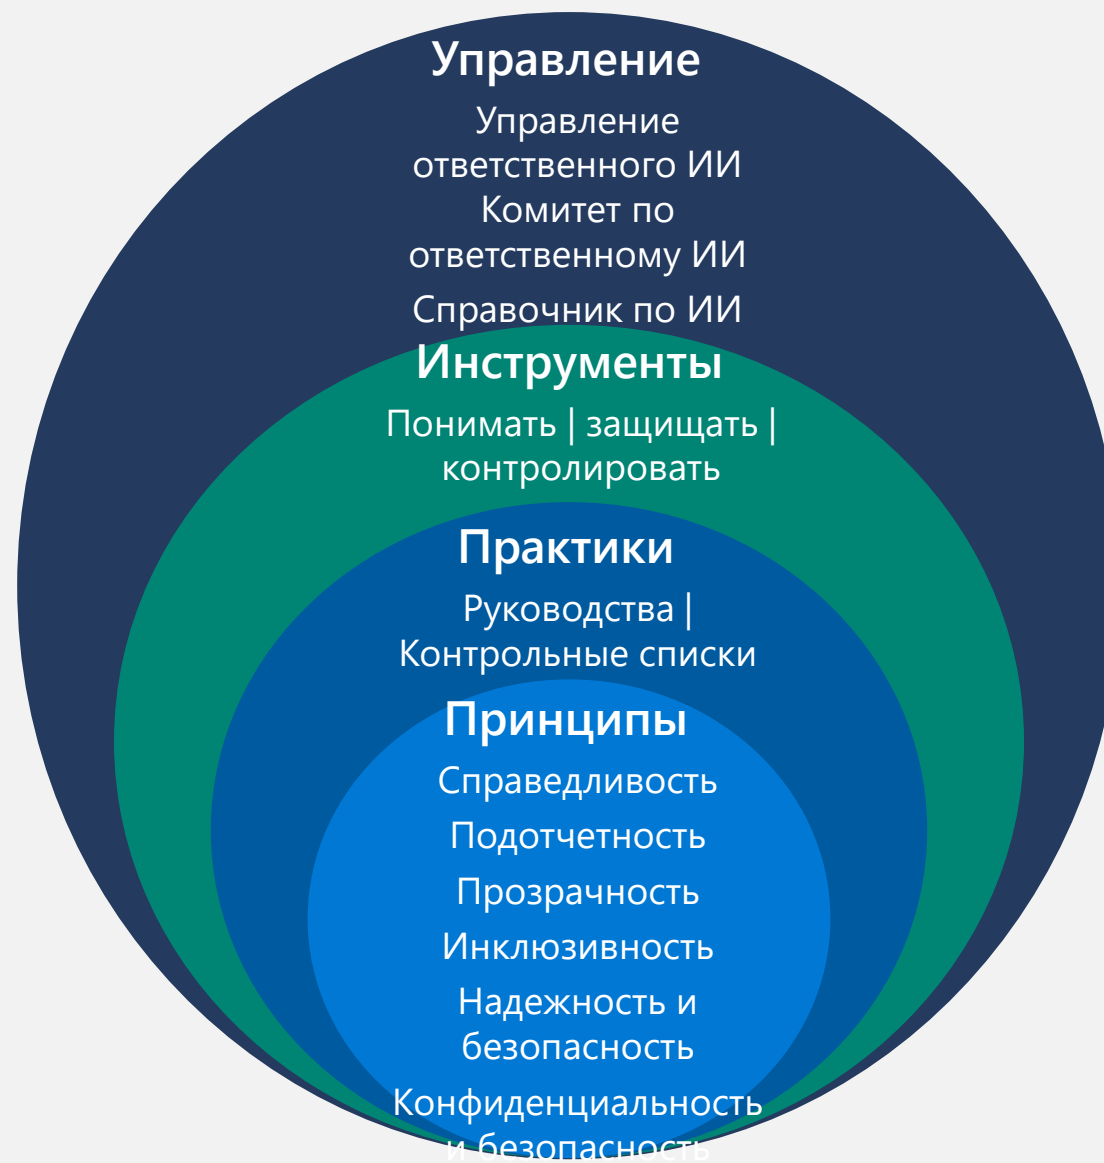 Управление
Управление
ответственного ИИ
Комитет по
ответственному ИИ
Справочник по ИИ
Инструменты
Понимать | защищать |
контролировать
Практики
Руководства |
Контрольные списки
Принципы
Справедливость
Подотчетность
Прозрачность
Инклюзивность
Надежность и
безопасность
Конфиденциальность
и безопасность